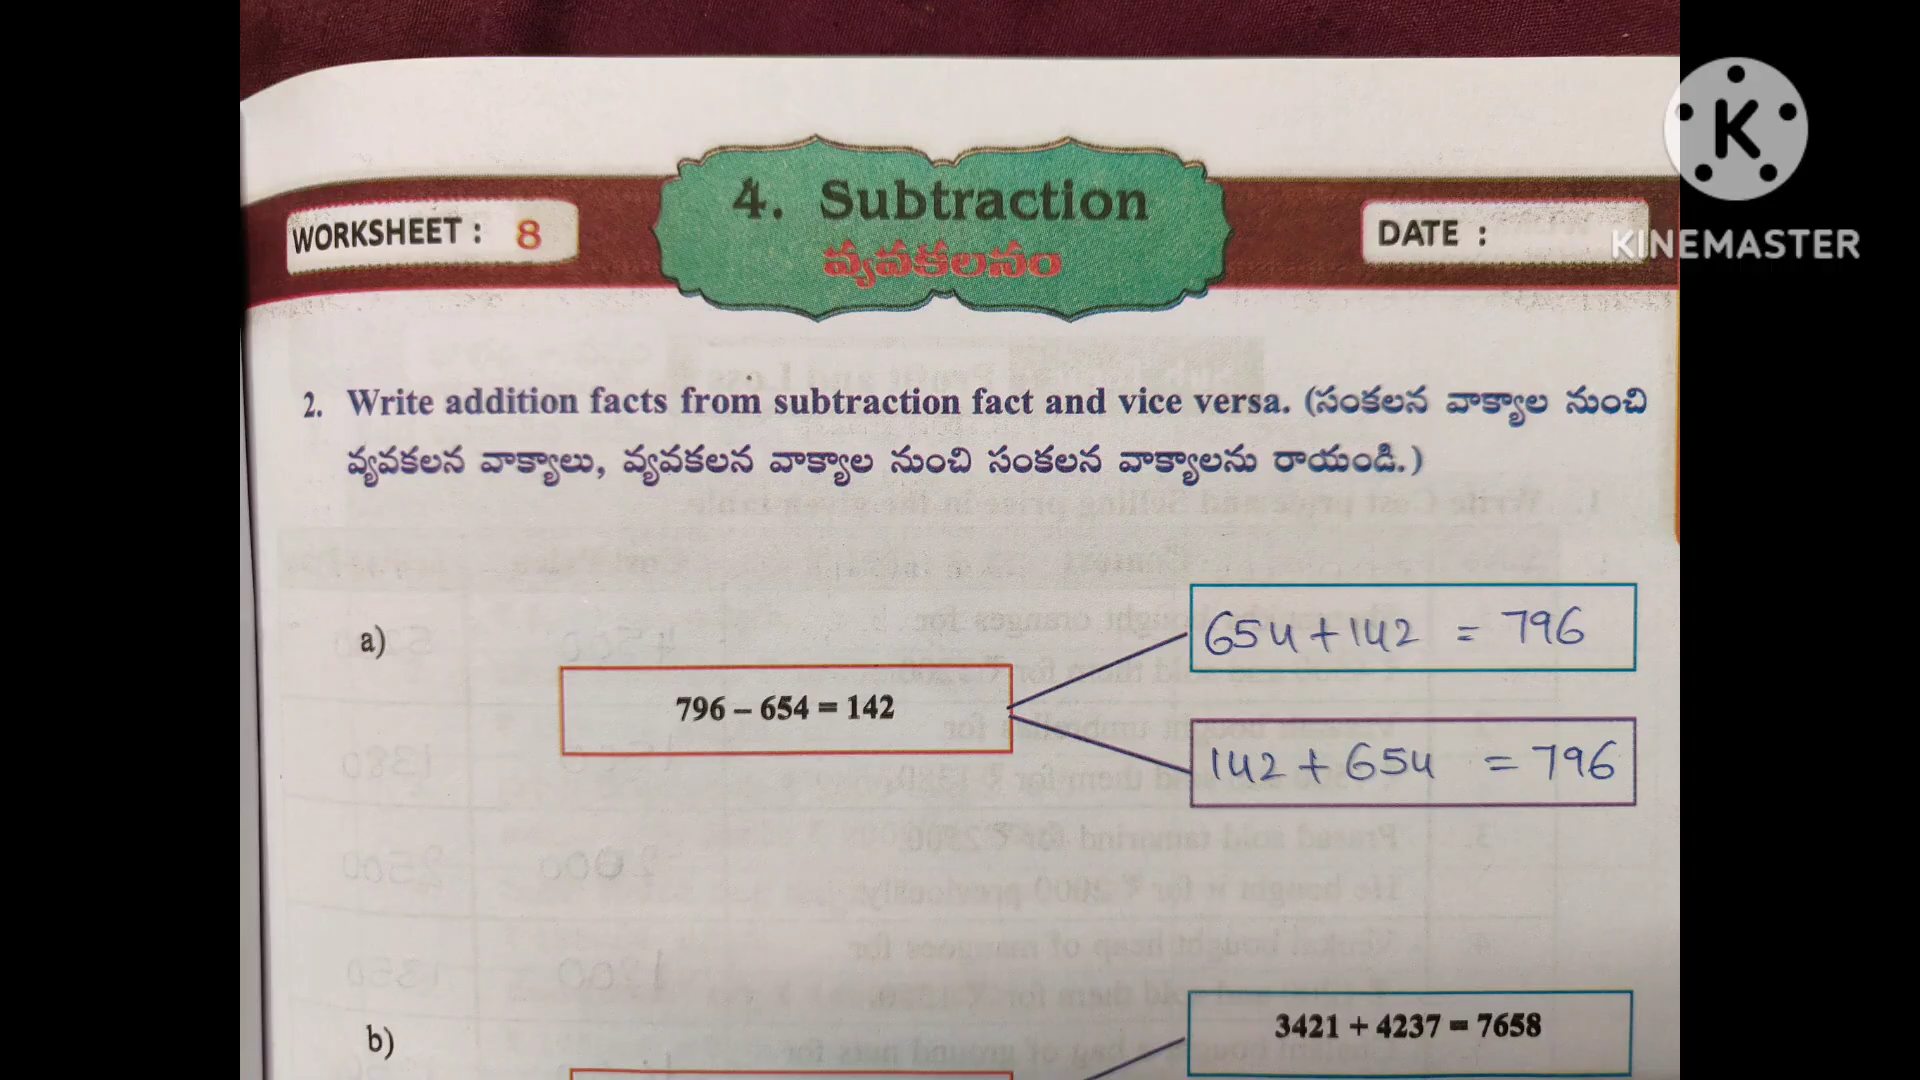 K
KINEMASTER
WORKSHEET : 8
4. Subtraction
వ్యవకలనం
DATE :
2. Write addition facts from subtraction fact and vice versa. (సంకలన వాక్యాల నుంచి
వ్యవకలన వాక్యాలు, వ్యవకలన వాక్యాల నుంచి సంకలన వాక్యాలను రాయండి.)
a)
796 – 654 = 142
654 + 142 = 796
142 + 654 = 796
b)
3421 + 4237 = 7658